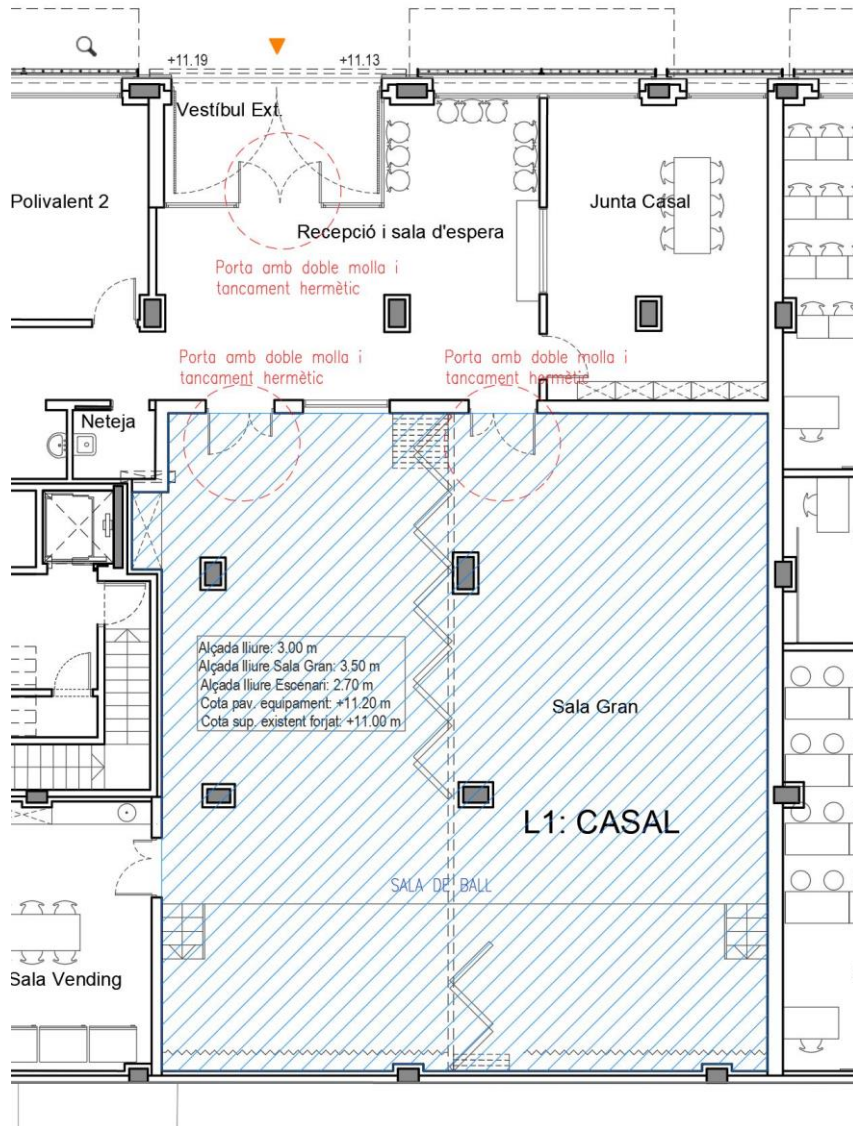 +11.19
+11.13
Vestíbul Ext.
Polivalent 2
Junta Casal
Recepció i sala d'espera
Porta amb doble molla i
tancament hermètic
Porta amb doble molla i
tancament hermètic
Porta amb doble molla i
tancament hermètic
Neteja
Alçada lliure: 3.00 m
Alçada lliure Sala Gran: 3.50 m
Alçada lliure Escenari: 2.70 m
Cota pav. equipament: +11.20 m
Cota sup. existent forjat: +11.00 m
Sala Gran
L1: CASAL
SALA DE BALL
Sala Vending